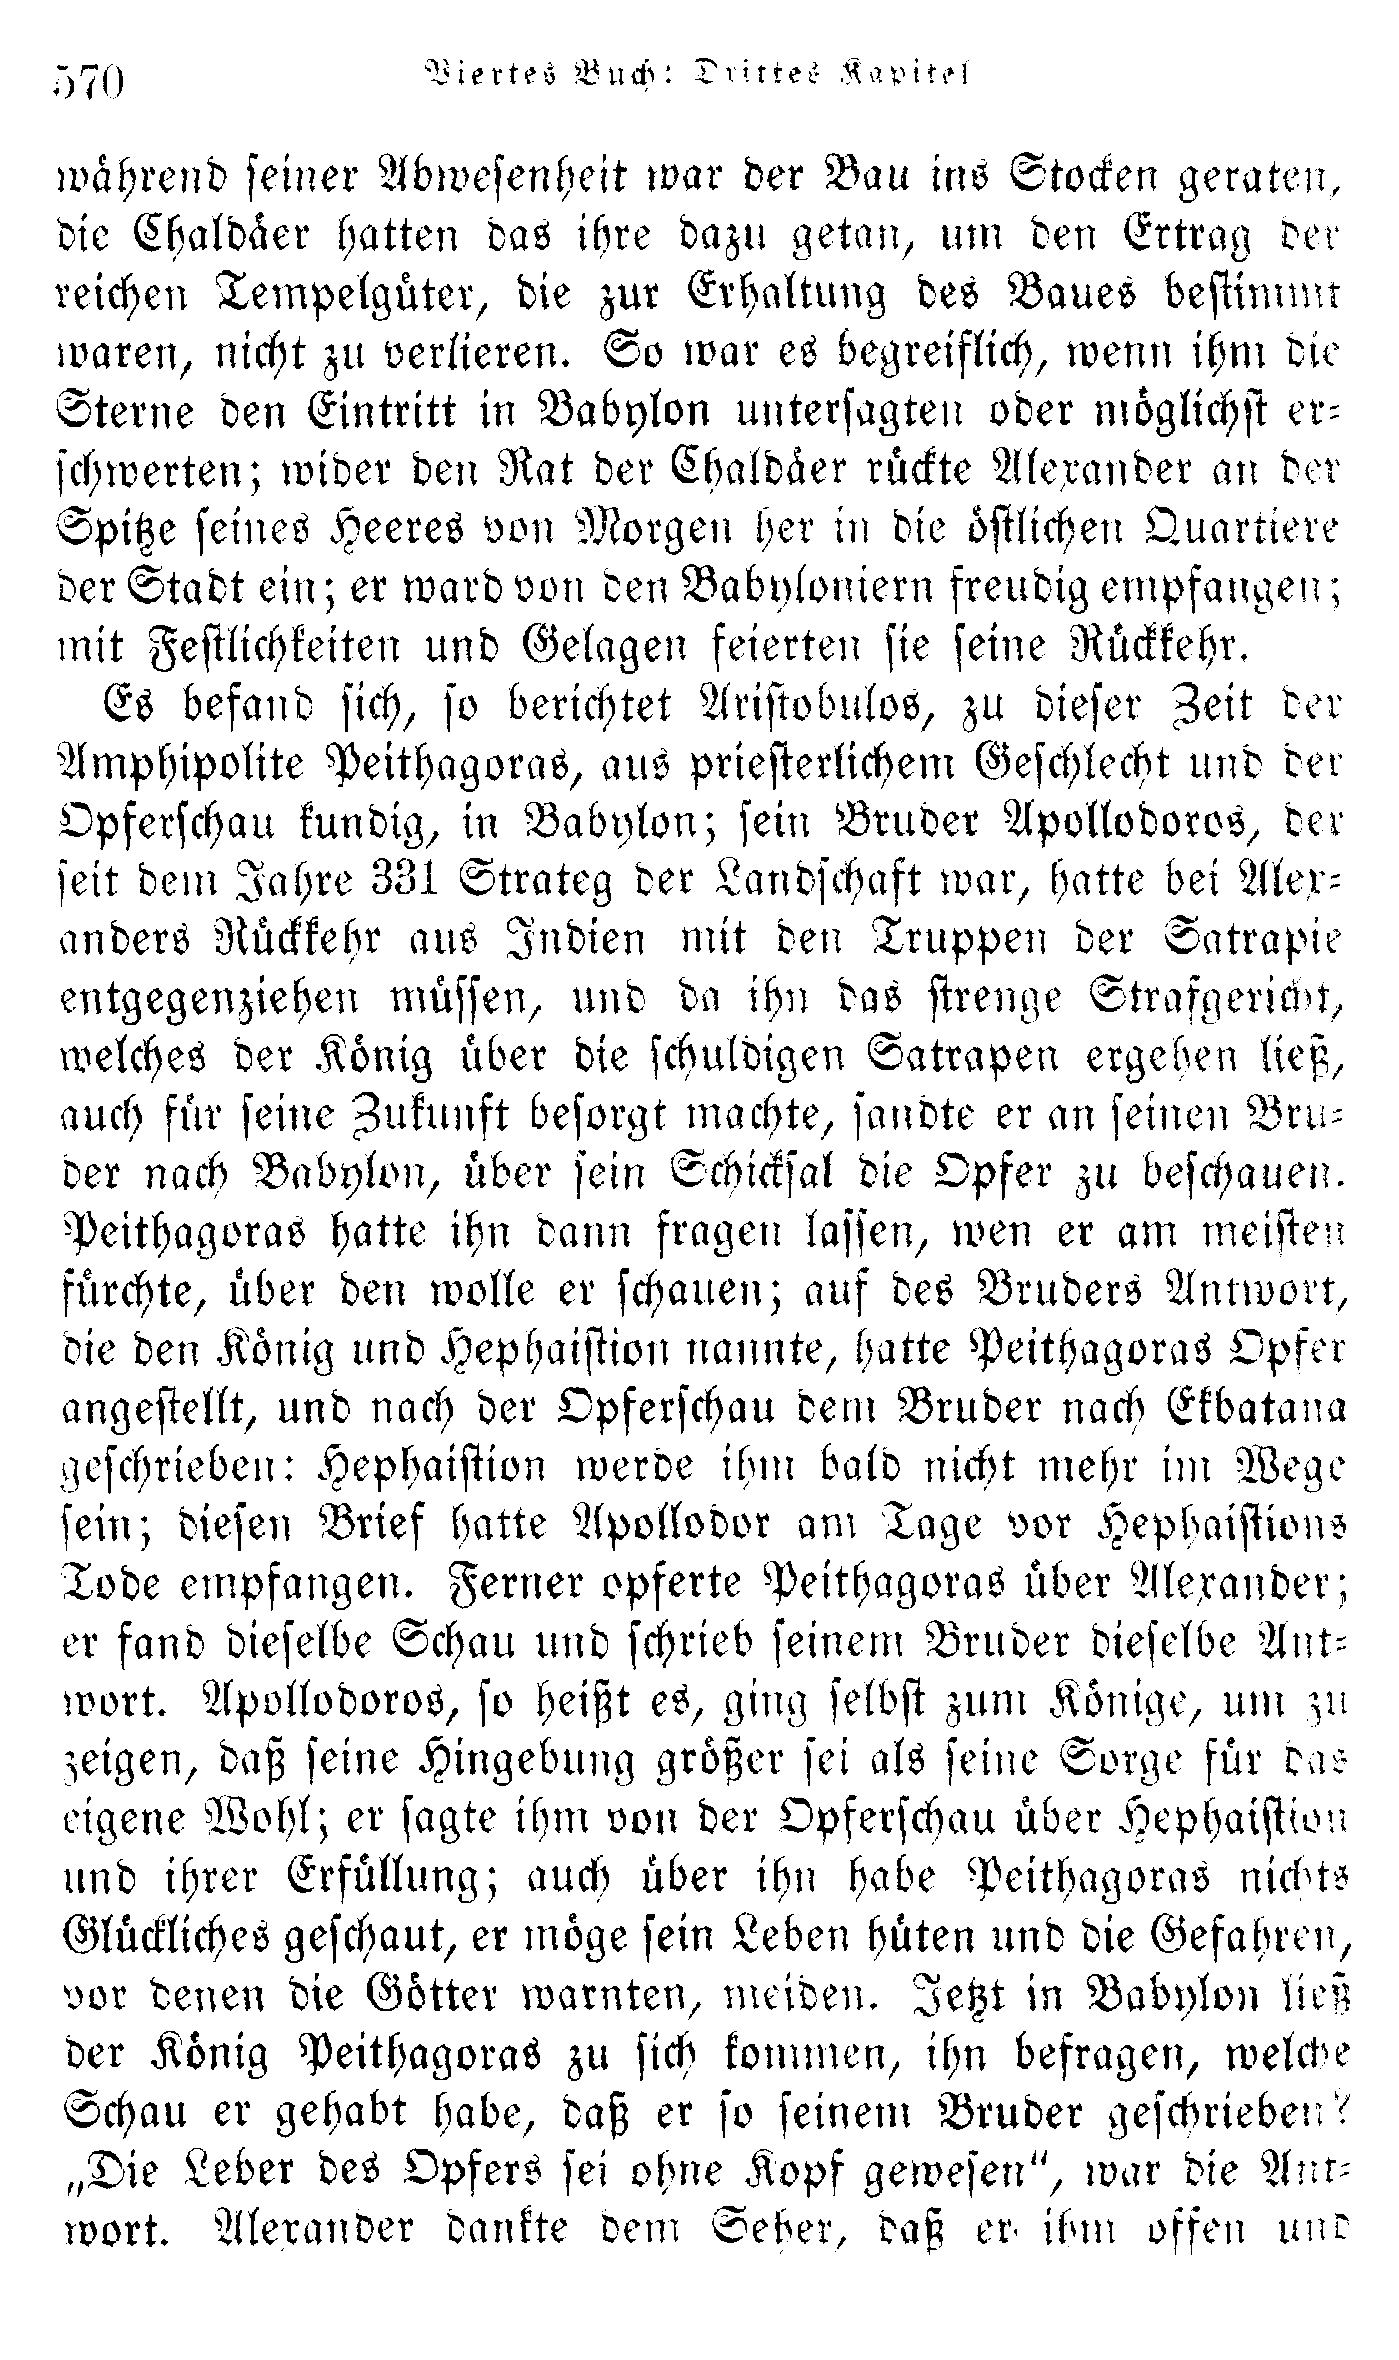 570
Viertes Buch: Drittes Kapitel
während seiner Abwesenheit war der Bau ins Stocken geraten,
die Chaldäer hatten das ihre dazu getan, um den Ertrag der
reichen Tempelgüter, die zur Erhaltung des Baues bestimmt
waren, nicht zu verlieren. So war es begreiflich, wenn ihm die
Sterne den Eintritt in Babylon untersagten oder möglichst er-
schwerten; wider den Rat der Chaldäer rückte Alexander an der
Spitze seines Heeres von Morgen her in die östlichen Quartiere
der Stadt ein; er ward von den Babyloniern freudig empfangen;
mit Festlichkeiten und Gelagen feierten sie seine Rückkehr.
Es befand sich, so berichtet Aristobulos, zu dieser Zeit der
Amphipolite Peithagoras, aus priesterlichem Geschlecht und der
Opferschau kundig, in Babylon; sein Bruder Apollodoros, der
seit dem Jahre 331 Strateg der Landschaft war, hatte bei Alex-
anders Rückkehr aus Indien mit den Truppen der Satrapie
entgegenziehen müssen, und da ihn das strenge Strafgericht,
welches der König über die schuldigen Satrapen ergehen ließ,
auch für seine Zukunft besorgt machte, sandte er an seinen Bru-
der nach Babylon, über sein Schicksal die Opfer zu beschauen.
Peithagoras hatte ihn dann fragen lassen, wen er am meisten
fürchte, über den wolle er schauen; auf des Bruders Antwort,
die den König und Hephaistion nannte, hatte Peithagoras Opfer
angestellt, und nach der Opferschau dem Bruder nach Ekbatana
geschrieben: Hephaistion werde ihm bald nicht mehr im Wege
sein; diesen Brief hatte Apollodor am Tage vor Hephaistions
Tode empfangen. Ferner opferte Peithagoras über Alexander;
er fand dieselbe Schau und schrieb seinem Bruder dieselbe Ant-
wort. Apollodoros, so heißt es, ging selbst zum Könige, um zu
zeigen, daß seine Hingebung größer sei als seine Sorge für das
eigene Wohl; er sagte ihm von der Opferschau über Hephaistion
und ihrer Erfüllung; auch über ihn habe Peithagoras nichts
Glückliches geschaut, er möge sein Leben hüten und die Gefahren,
vor denen die Götter warnten, meiden. Jetzt in Babylon ließ
der König Peithagoras zu sich kommen, ihn befragen, welche
Schau er gehabt habe, daß er so seinem Bruder geschrieben?
„Die Leber des Opfers sei ohne Kopf gewesen“, war die Ant-
wort. Alexander dankte dem Seher, daß er ihm offen und